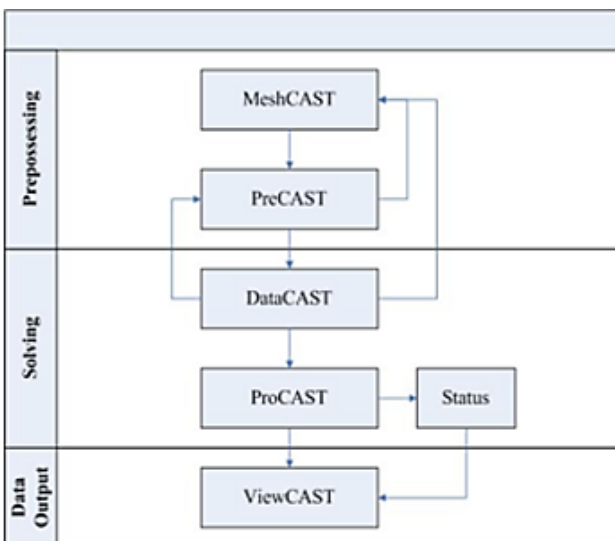 Prepossessing
MeshCAST
PreCAST
Solving
DataCAST
ProCAST
Status
Data
Output
ViewCAST